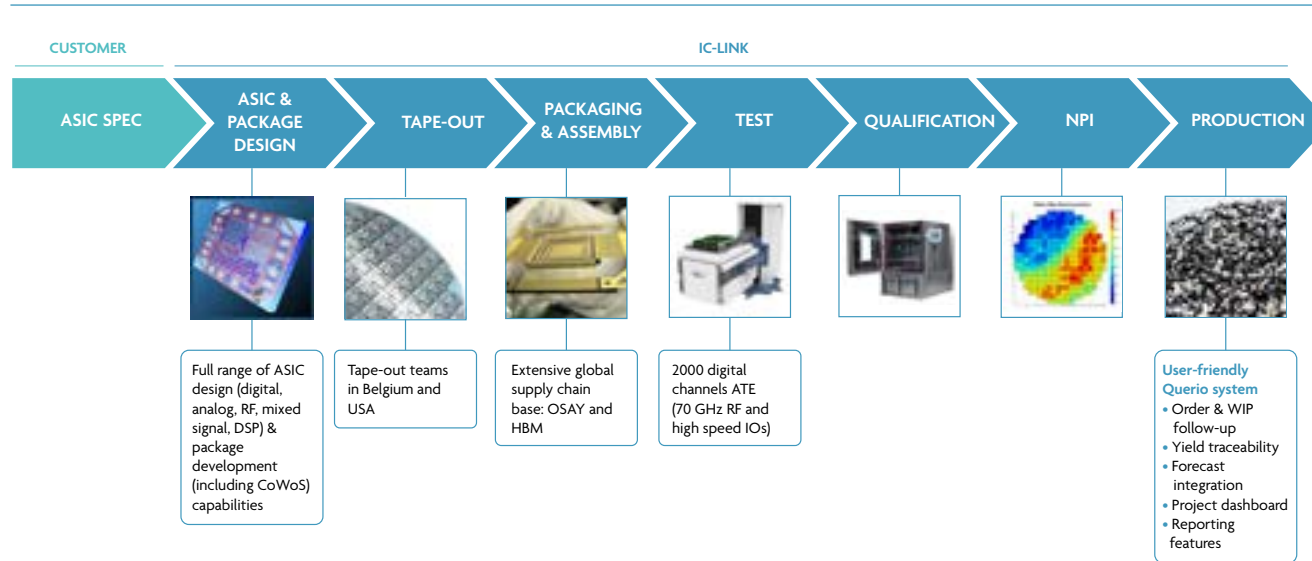 CUSTOMER
IC-LINK
ASIC SPEC
ASIC &
PACKAGE
DESIGN
TAPE-OUT
PACKAGING
& ASSEMBLY
TEST
QUALIFICATION
NPI
PRODUCTION
Full range of ASIC
design (digital,
analog, RF, mixed
signal, DSP) &
package
development
(including CoWoS)
capabilities
Tape-out teams
in Belgium and
USA
Extensive global
supply chain
base: OSAY and
HBM
2000 digital
channels ATE
(70 GHz RF and
high speed IOs)
User-friendly
Querio system
• Order & WIP
follow-up
• Yield traceability
• Forecast
integration
• Project dashboard
• Reporting
features